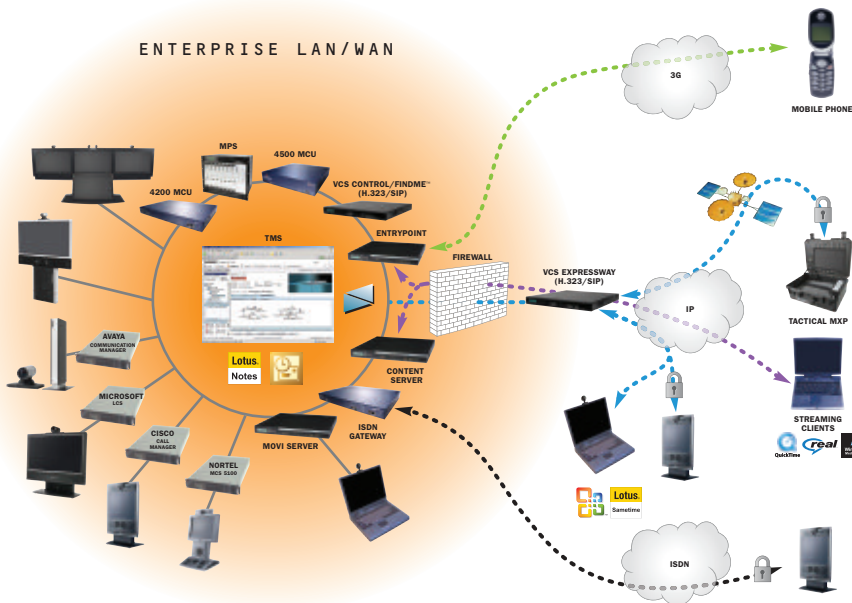 ENTERPRISE LAN/WAN
3G
MOBILE PHONE
MPS
4500 MCU
4200 MCU
VCS CONTROL/FINDME™
(H.323/SIP)
TMS
ENTRYPOINT
FIREWALL
VCS EXPRESSWAY
(H.323/SIP)
IP
TACTICAL MXP
AVAYA
COMMUNICATION
MANAGER
Lotus.
Notes
CONTENT
SERVER
MICROSOFT
LCS
ISDN
GATEWAY
STREAMING
CLIENTS
QuickTime
real
CISCO
CALL
MANAGER
MOVI SERVER
NORTEL
MCS 5100
Lotus.
Sametime
ISDN